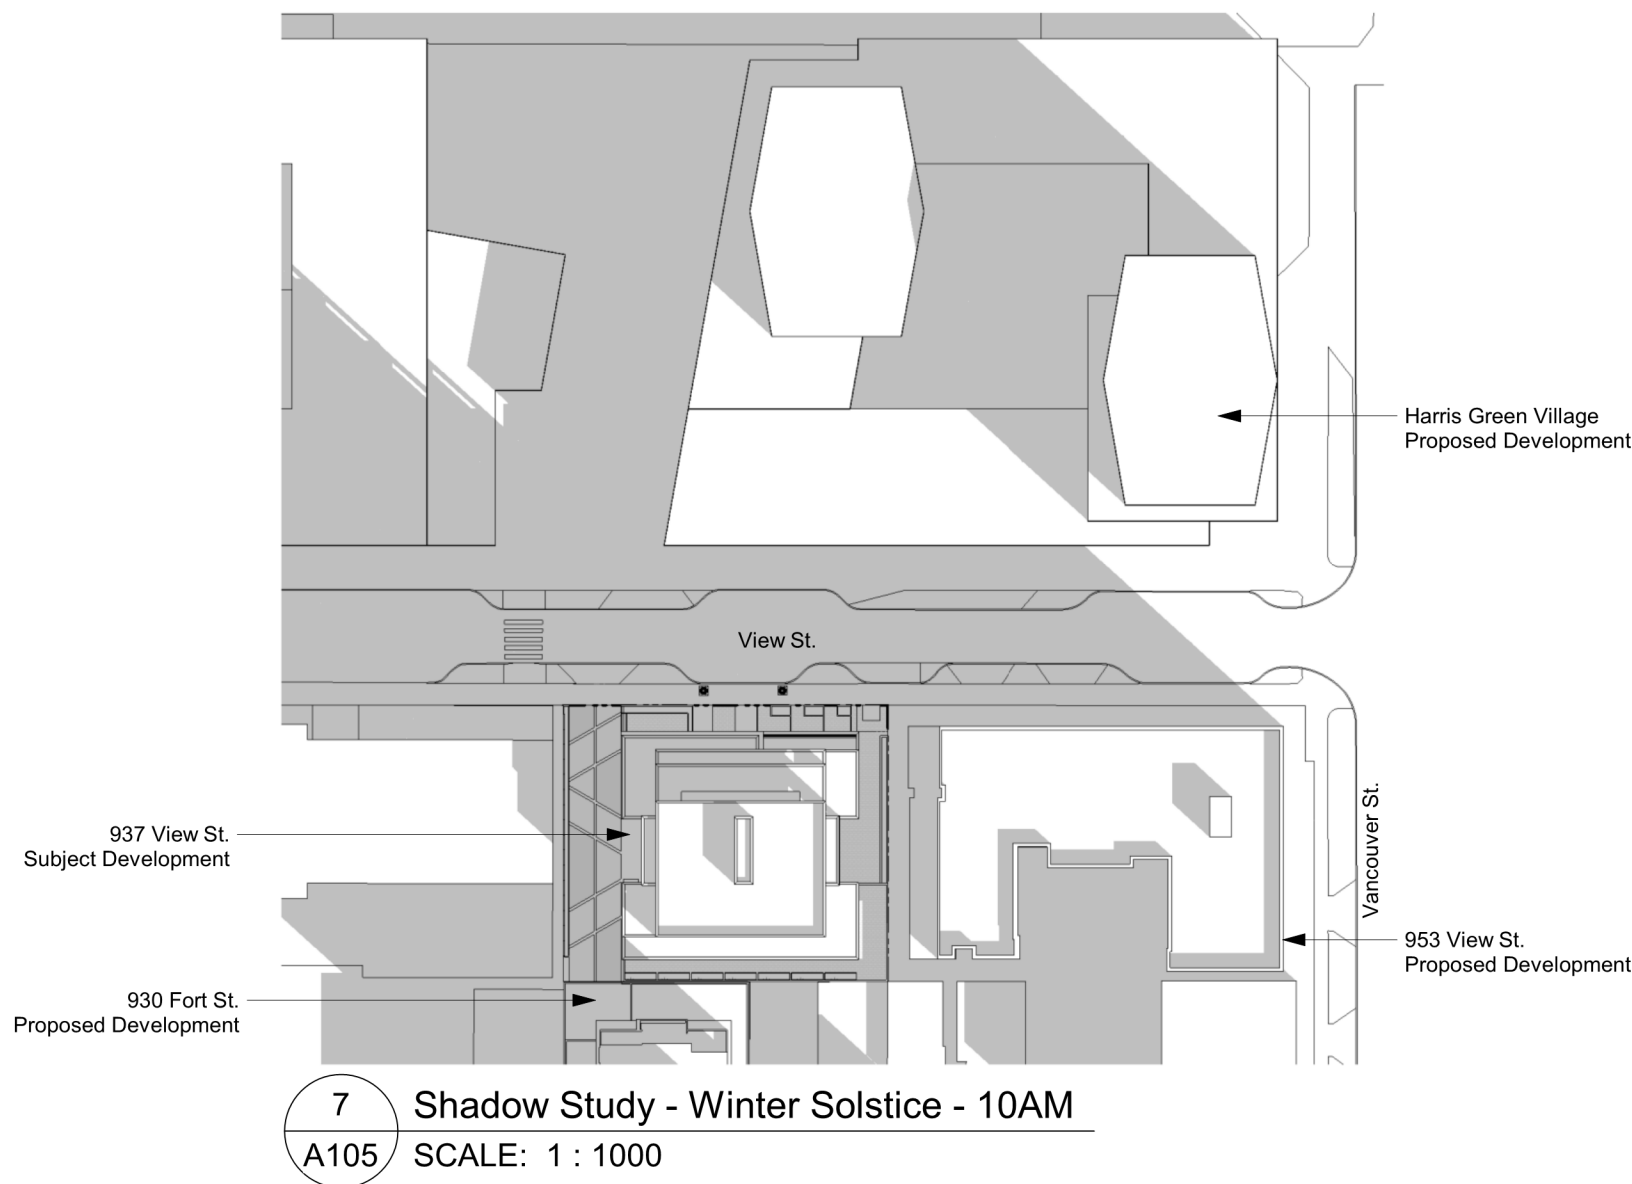 Harris Green Village
Proposed Development
View St.
937 View St.
Subject Development
Vancouver St.
953 View St.
Proposed Development
930 Fort St.
Proposed Development
7
A105
Shadow Study - Winter Solstice - 10AM
SCALE: 1 : 1000